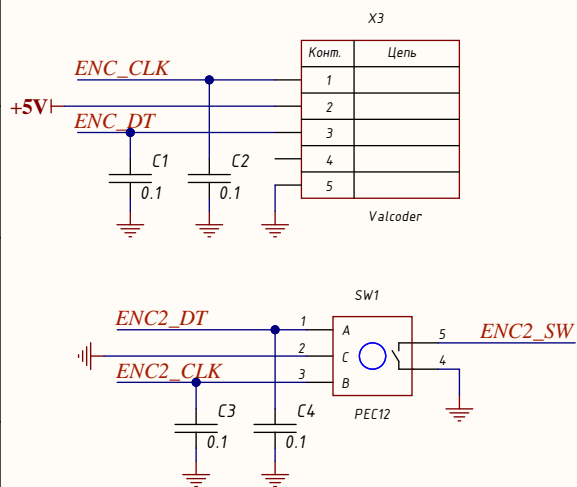 X3
Конт. Цепь
ENC_CLK
1
+5V
2
ENC_DT
3
C1 C2
4
0.1 0.1
5
Valcoder
SW1
ENC2_DT
1 A
5 ENC2_SW
2 C
4
ENC2_CLK
3 B
C3 C4
PEC12
0.1 0.1